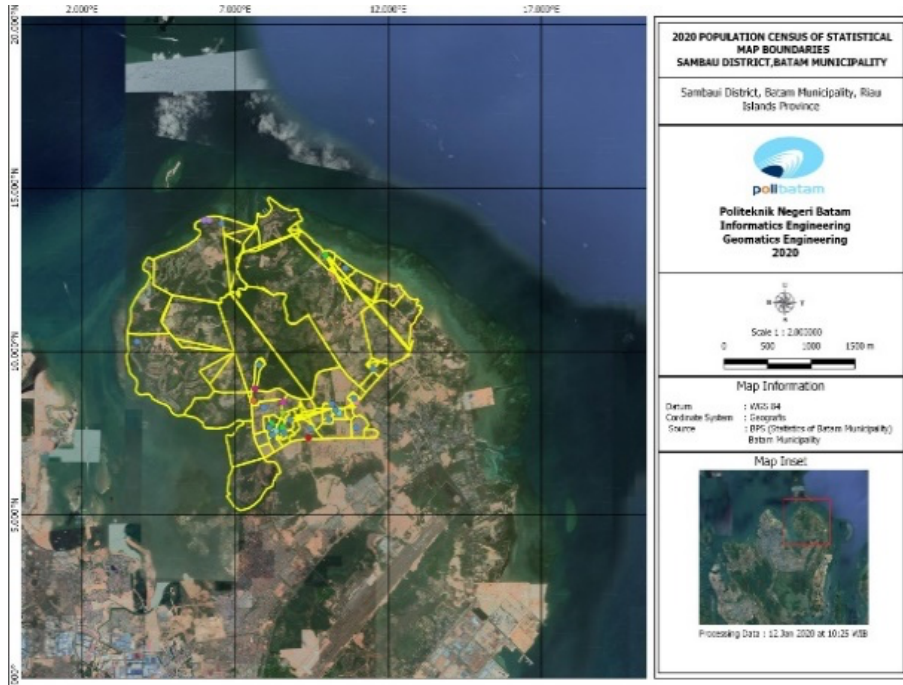 2.000°E 7.000°E 12.000°E 17.000°E
20.000°N
15.000°N
10.000°N
5.000°N
000°
2020 POPULATION CENSUS OF STATISTICAL
MAP BOUNDARIES
SAMBAU DISTRICT,BATAM MUNICIPALITY
Sambaui District, Batam Municipality, Riau
Islands Province
polibatam
Politeknik Negeri Batam
Informatics Engineering
Geomatics Engineering
2020
Scale 1 : 2.000000
0 500 1000 1500 m
Map Information
Datum : WGS 84
Cordinate System : Geografis
Source : BPS (Statistics of Batam Municipality)
Batam Municipality
Map Inset
Processing Data : 12 Jan 2020 at 10:25 WIB